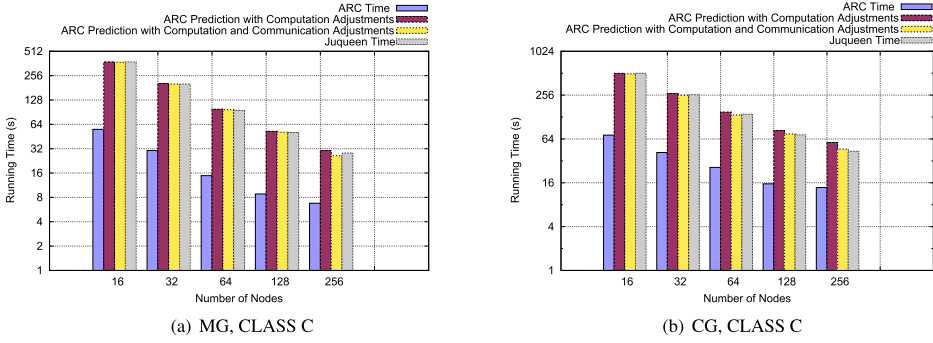 ARC Time
ARC Prediction with Computation Adjustments
ARC Prediction with Computation and Communication Adjustments
Juqueen Time
512
256
128
64
32
16
8
4
2
1
Running Time (s)
16 32 64 128 256
Number of Nodes
(a) MG, CLASS C
ARC Time
ARC Prediction with Computation Adjustments
ARC Prediction with Computation and Communication Adjustments
Juqueen Time
1024
256
64
16
4
1
Running Time (s)
16 32 64 128 256
Number of Nodes
(b) CG, CLASS C